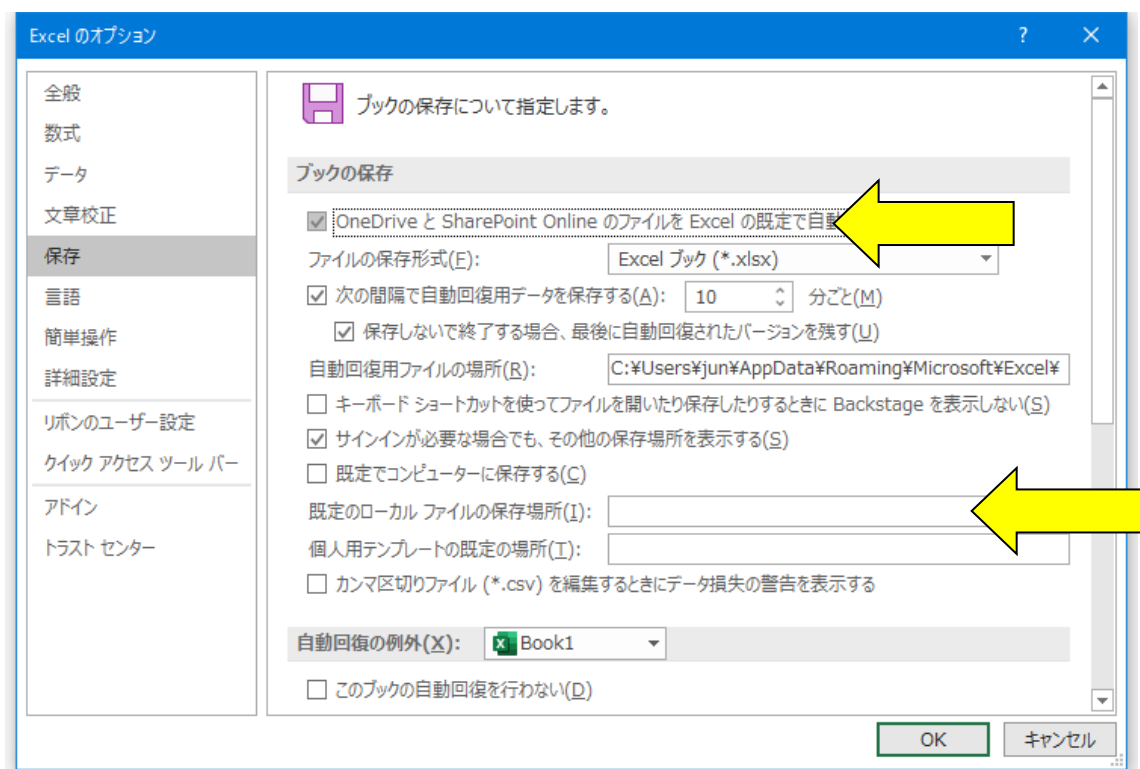 Excel のオプション
?
全般
数式
データ
文章校正
保存
言語
簡単操作
詳細設定
リボンのユーザー設定
クイック アクセス ツール バー
アドイン
トラスト センター
ブックの保存について指定します。
ブックの保存
OneDrive と SharePoint Online のファイルを Excel の既定で自動
ファイルの保存形式(F): Excel ブック (*.xlsx)
次の間隔で自動回復用データを保存する(A): 10 分ごと(M)
保存しないで終了する場合、最後に自動回復されたバージョンを残す(U)
自動回復用ファイルの場所(R): C:¥Users¥jun¥AppData¥Roaming¥Microsoft¥Excel¥
キーボード ショートカットを使ってファイルを開いたり保存したりするときに Backstage を表示しない(S)
サインインが必要な場合でも、その他の保存場所を表示する(S)
既定でコンピューターに保存する(C)
既定のローカル ファイルの保存場所(I):
個人用テンプレートの既定の場所(T):
カンマ区切りファイル (*.csv) を編集するときにデータ損失の警告を表示する
自動回復の例外(X): Book1
このブックの自動回復を行わない(D)
OK キャンセル